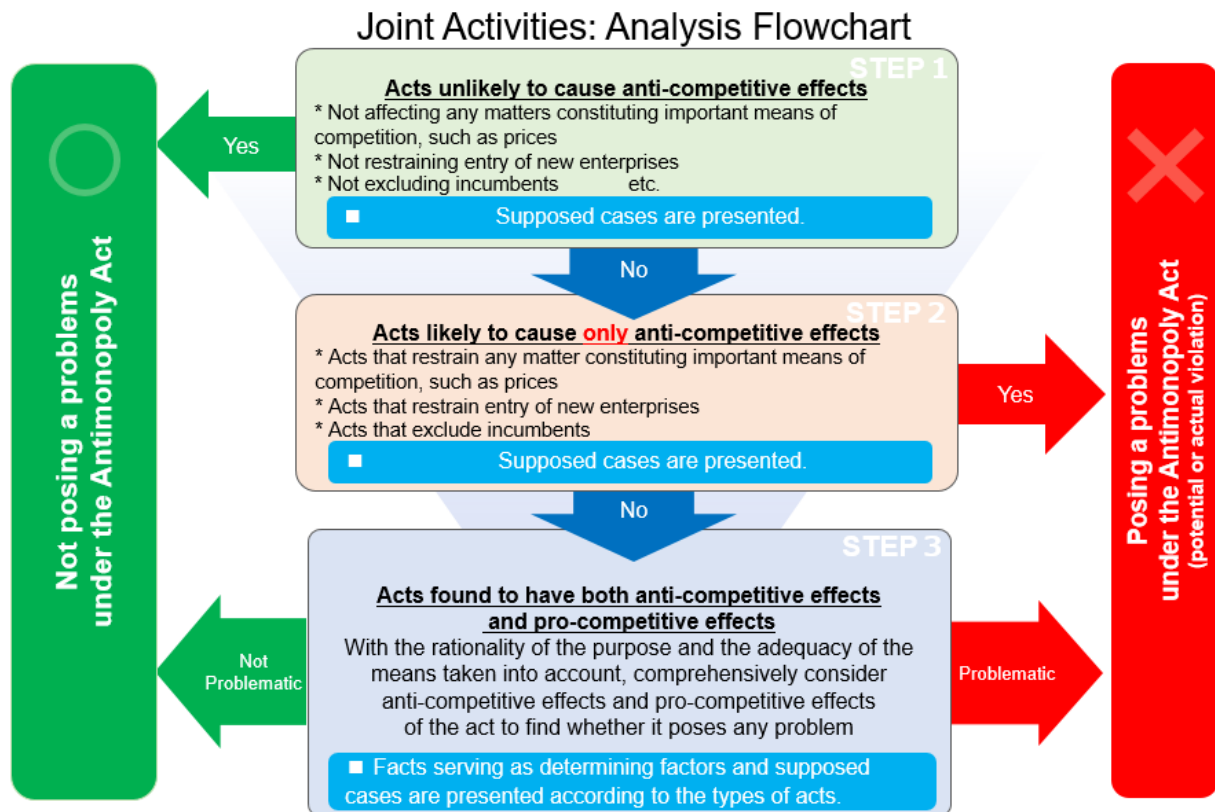 Joint Activities: Analysis Flowchart
STEP 1
Acts unlikely to cause anti-competitive effects
* Not affecting any matters constituting important means of
competition, such as prices
* Not restraining entry of new enterprises
* Not excluding incumbents etc.
Supposed cases are presented.
Yes
No
STEP 2
Acts likely to cause only anti-competitive effects
* Acts that restrain any matter constituting important means of
competition, such as prices
* Acts that restrain entry of new enterprises
* Acts that exclude incumbents
Supposed cases are presented.
Yes
No
STEP 3
Acts found to have both anti-competitive effects
and pro-competitive effects
With the rationality of the purpose and the adequacy of the
means taken into account, comprehensively consider
anti-competitive effects and pro-competitive effects
of the act to find whether it poses any problem
Facts serving as determining factors and supposed
cases are presented according to the types of acts.
Not
Problematic
Problematic
Not posing a problems
under the Antimonopoly Act
Posing a problems
under the Antimonopoly Act
(potential or actual violation)